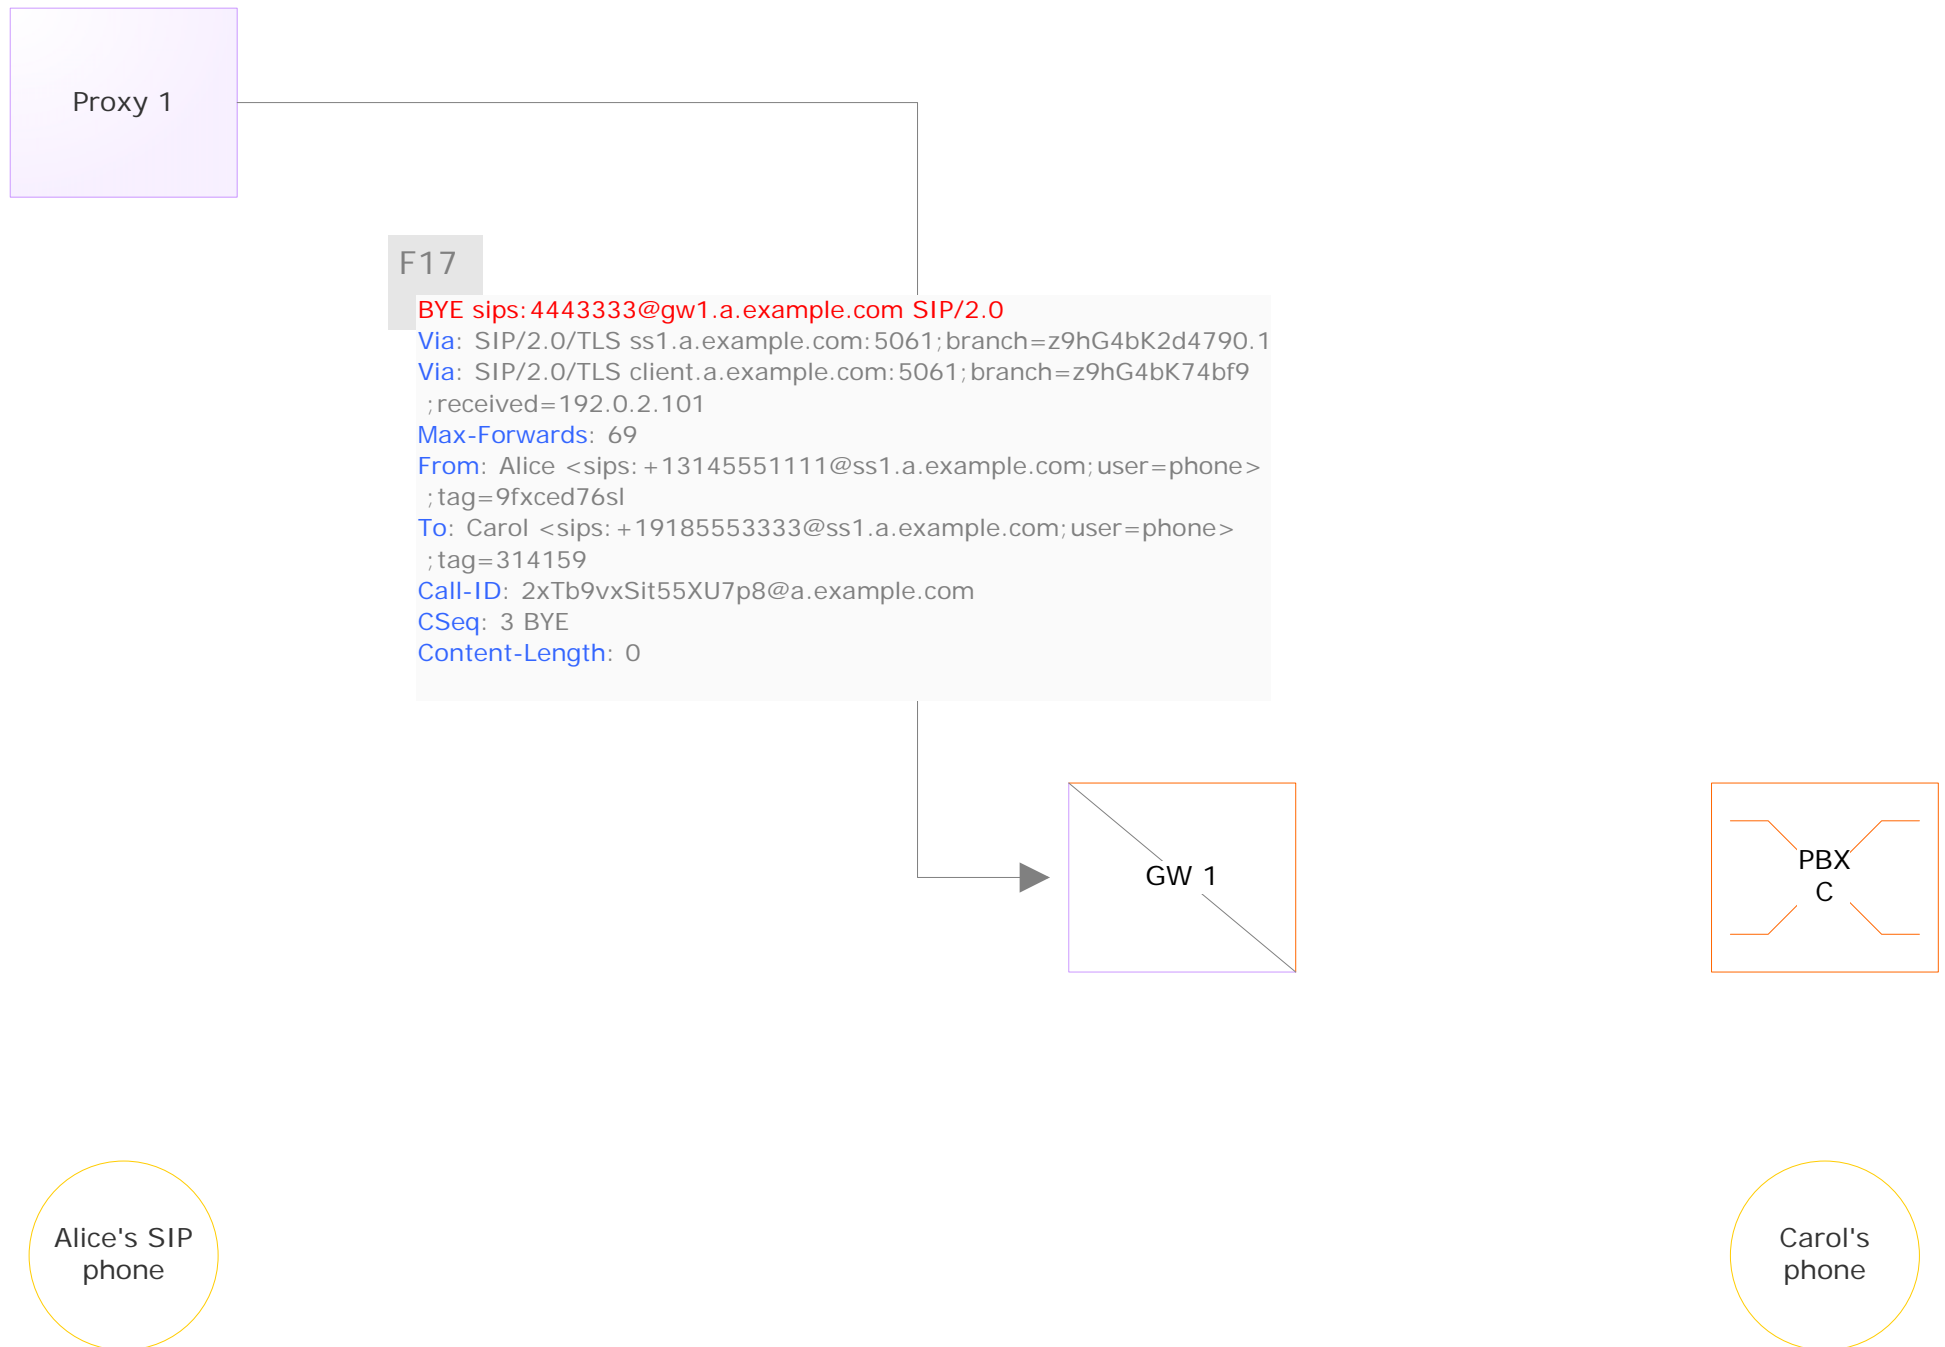 Proxy 1
F17
BYE sips:4443333@gw1.a.example.com SIP/2.0
Via: SIP/2.0/TLS ss1.a.example.com:5061;branch=z9hG4bK2d4790.1
Via: SIP/2.0/TLS client.a.example.com:5061;branch=z9hG4bK74bf9
;received=192.0.2.101
Max-Forwards: 69
From: Alice <sips:+13145551111@ss1.a.example.com;user=phone>
;tag=9fxced76sl
To: Carol <sips:+19185553333@ss1.a.example.com;user=phone>
;tag=314159
Call-ID: 2xTb9vxSit55XU7p8@a.example.com
CSeq: 3 BYE
Content-Length: 0
GW 1
PBX
C
Alice's SIP
phone
Carol's
phone